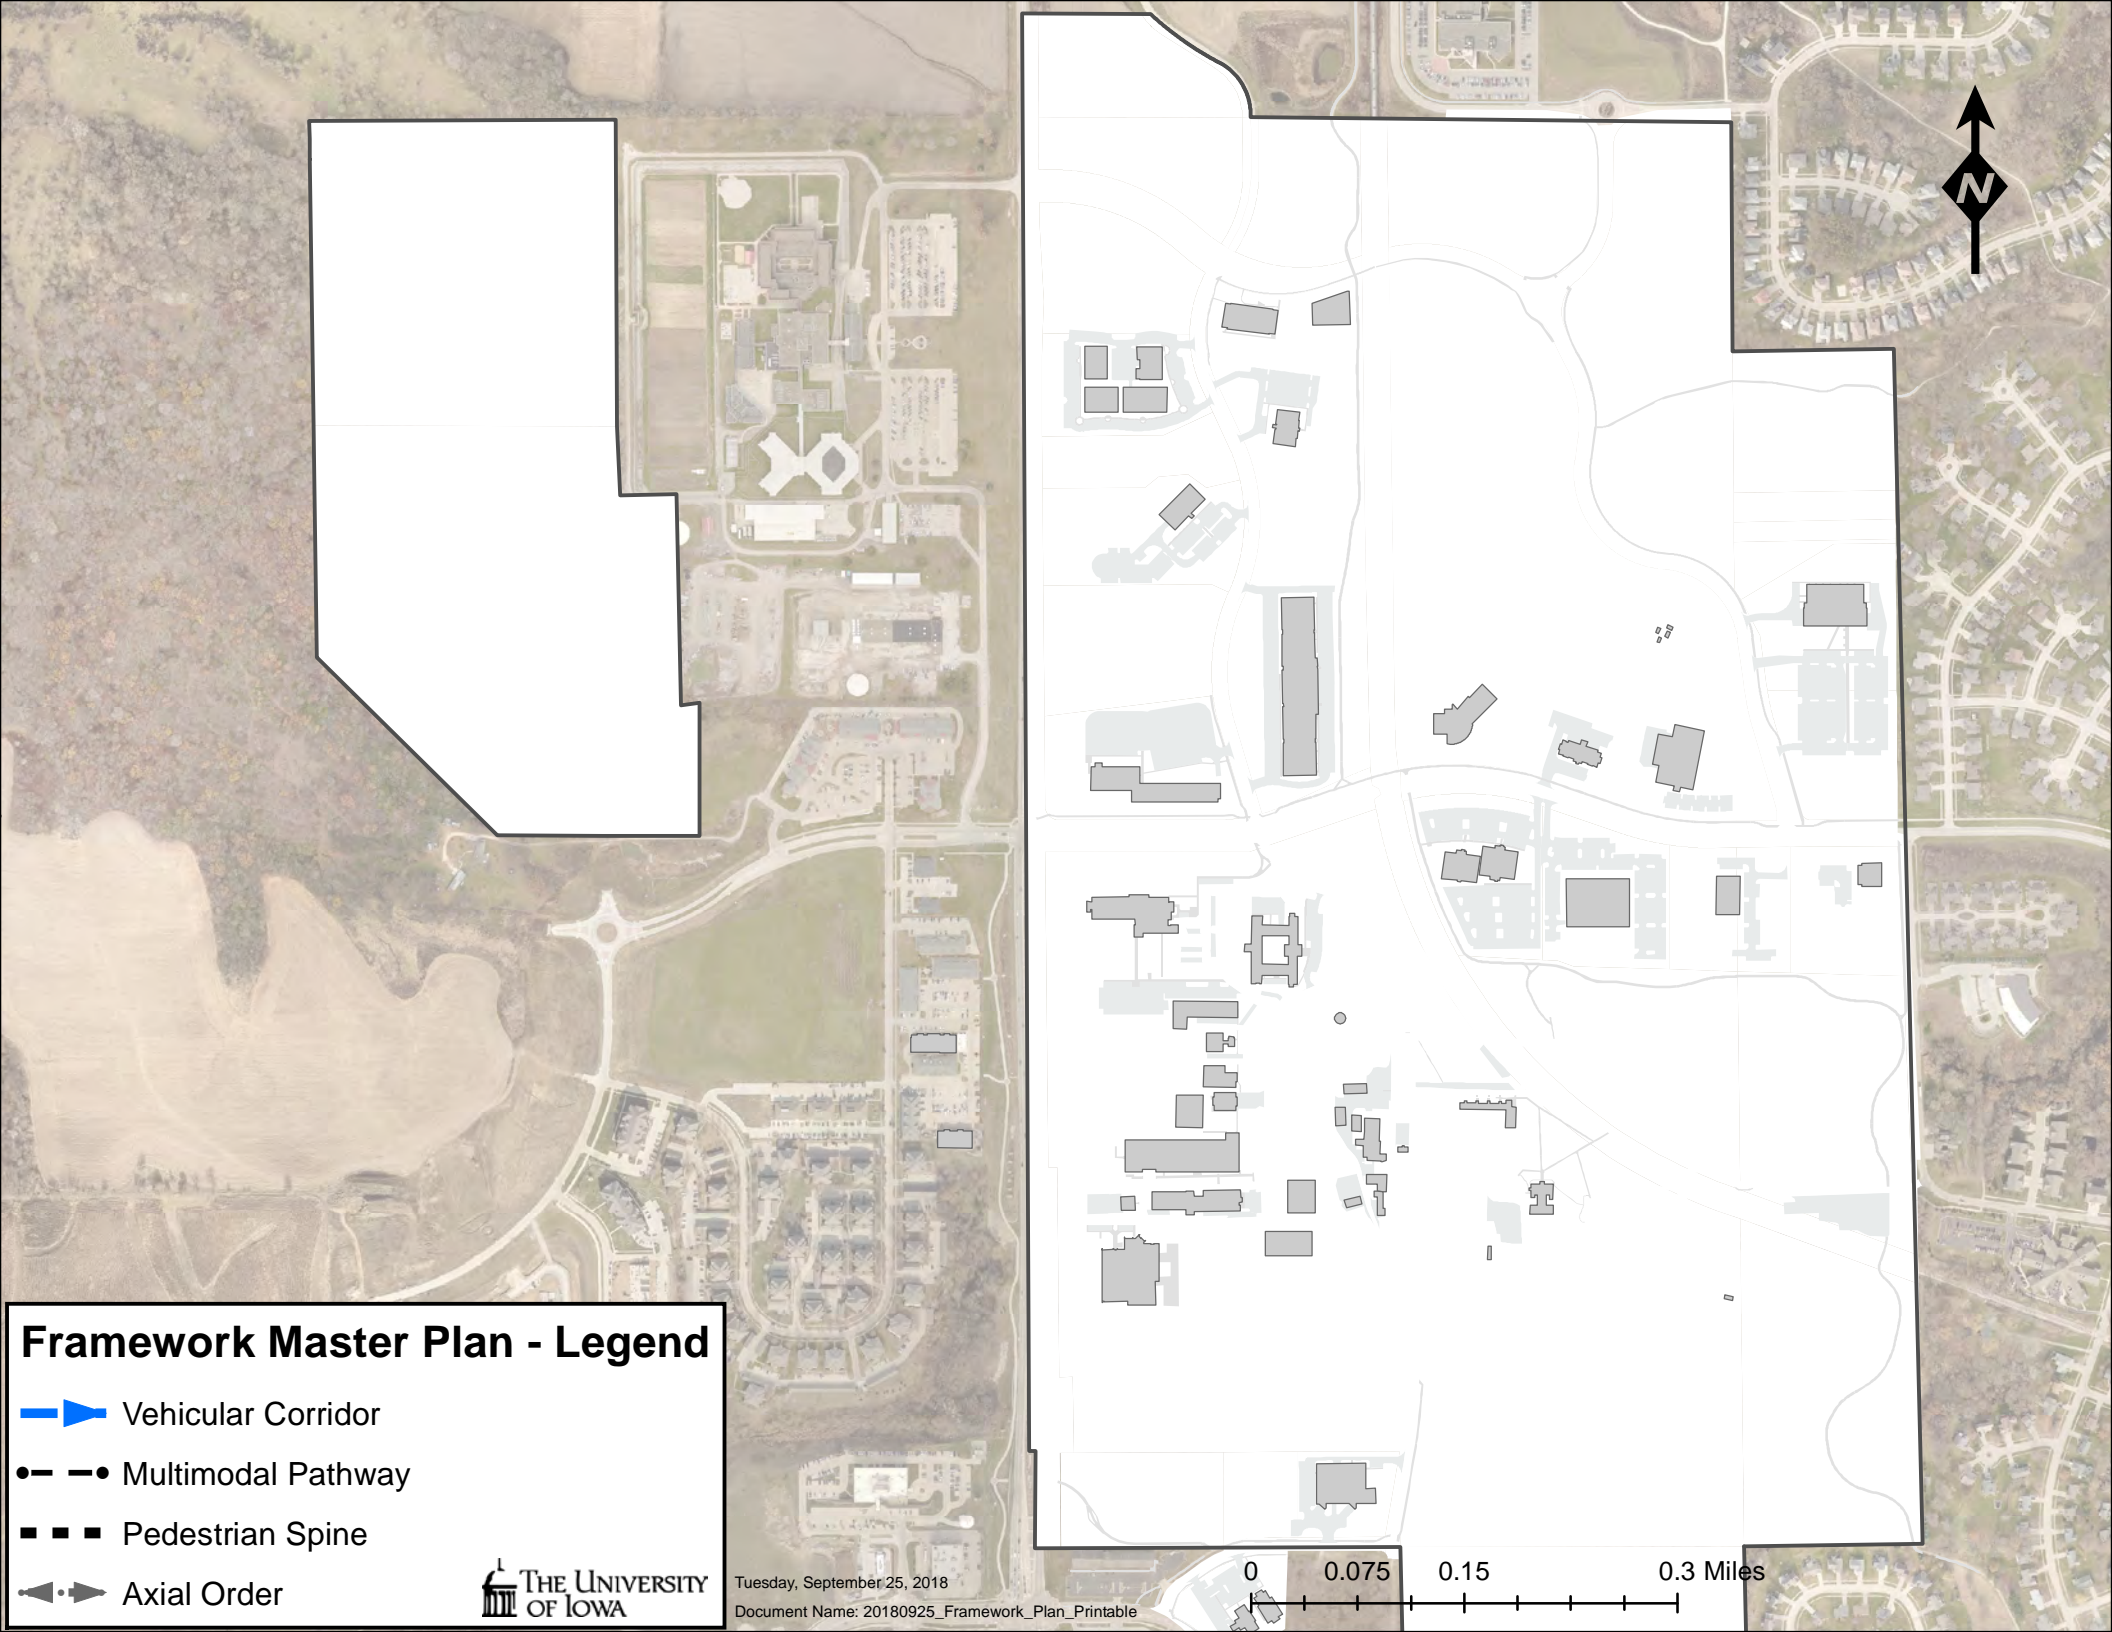 N
Framework Master Plan - Legend
Vehicular Corridor
Multimodal Pathway
Pedestrian Spine
Axial Order
THE UNIVERSITY
OF IOWA
Tuesday, September 25, 2018
Document Name: 20180925_Framework_Plan_Printable
0 0.075 0.15 0.3 Miles